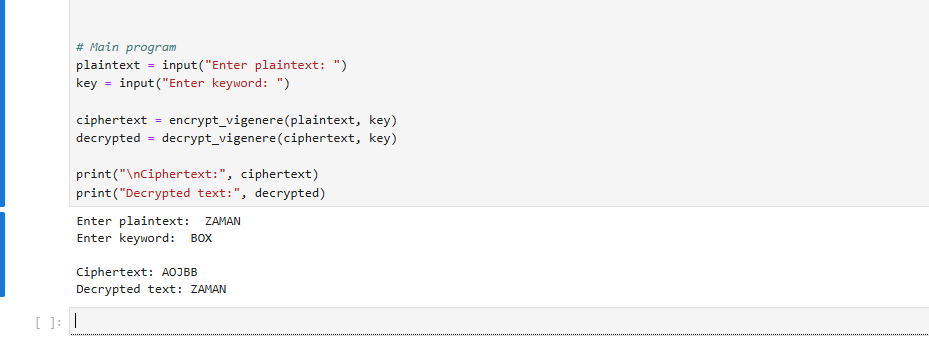 # Main program
plaintext = input("Enter plaintext: ")
key = input("Enter keyword: ")
ciphertext = encrypt_vigenere(plaintext, key)
decrypted = decrypt_vigenere(ciphertext, key)
print("\nCiphertext:", ciphertext)
print("Decrypted text:", decrypted)
Enter plaintext:  ZAMAN
Enter keyword:  BOX
Ciphertext: AOJBB
Decrypted text: ZAMAN
[ ]: